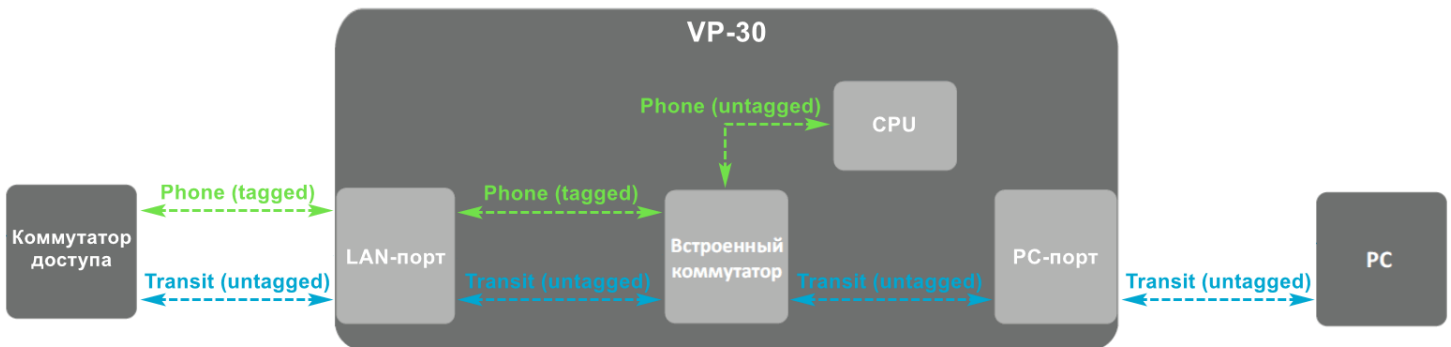 VP-30
Phone (untagged)
CPU
Phone (tagged)
Phone (tagged)
Коммутатор
доступа
LAN-порт
Встроенный
коммутатор
PC-порт
PC
Transit (untagged)
Transit (untagged)
Transit (untagged)
Transit (untagged)